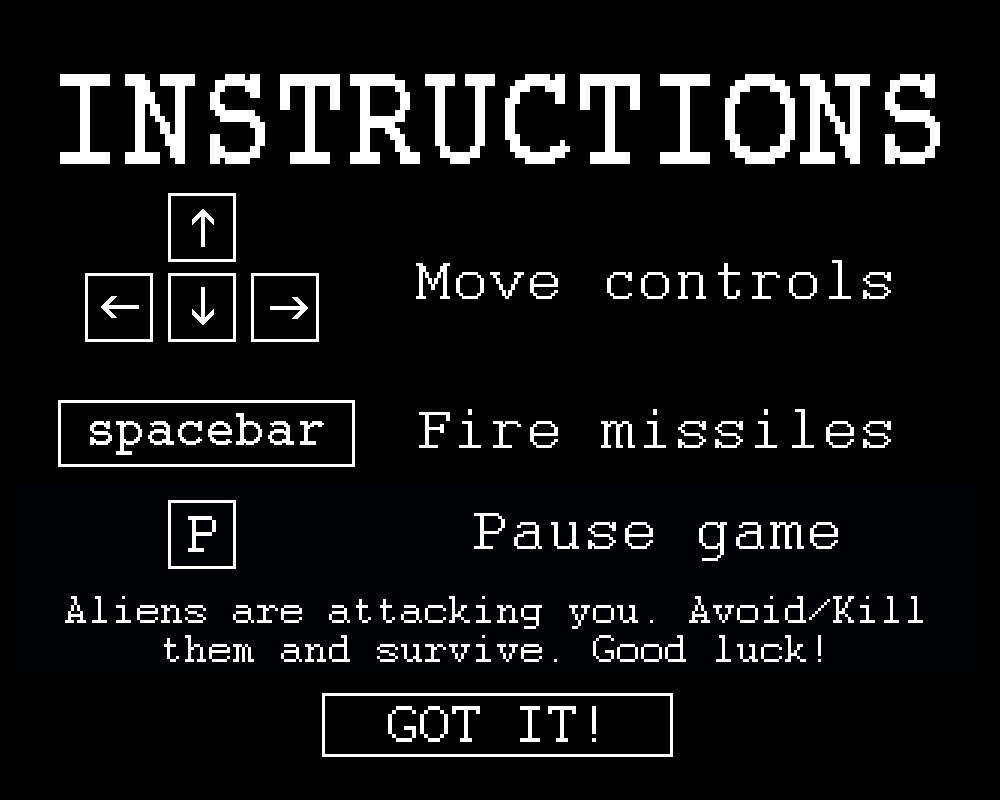 INSTRUCTIONS
↑
← ↓ →
Move controls
spacebar Fire missiles
P Pause game
Aliens are attacking you. Avoid/Kill
them and survive. Good luck!
GOT IT!